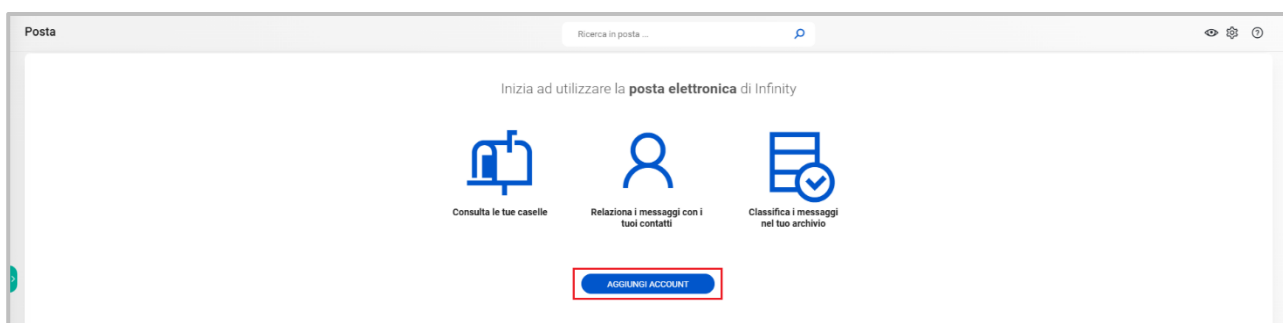 Posta
Ricerca in posta ...
Inizia ad utilizzare la posta elettronica di Infinity
Consulta le tue caselle
Relaziona i messaggi con i
tuoi contatti
Classifica i messaggi
nel tuo archivio
AGGIUNGI ACCOUNT